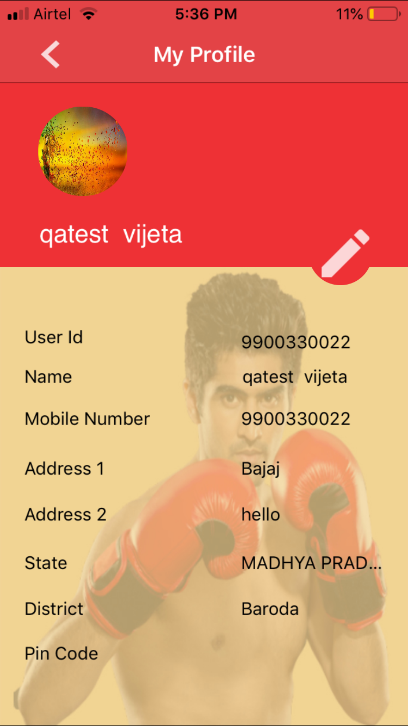 Airtel 5:36 PM 11%
My Profile
qatest vijeta
User Id 9900330022
Name qatest vijeta
Mobile Number 9900330022
Address 1 Bajaj
Address 2 hello
State MADHYA PRAD...
District Baroda
Pin Code